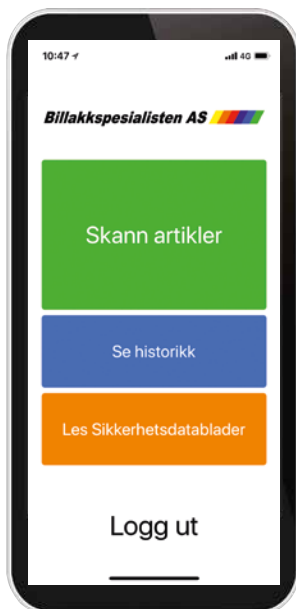 10:47
4G
Billakkspesialisten AS
Skann artikler
Se historikk
Les Sikkerhetsdatablader
Logg ut